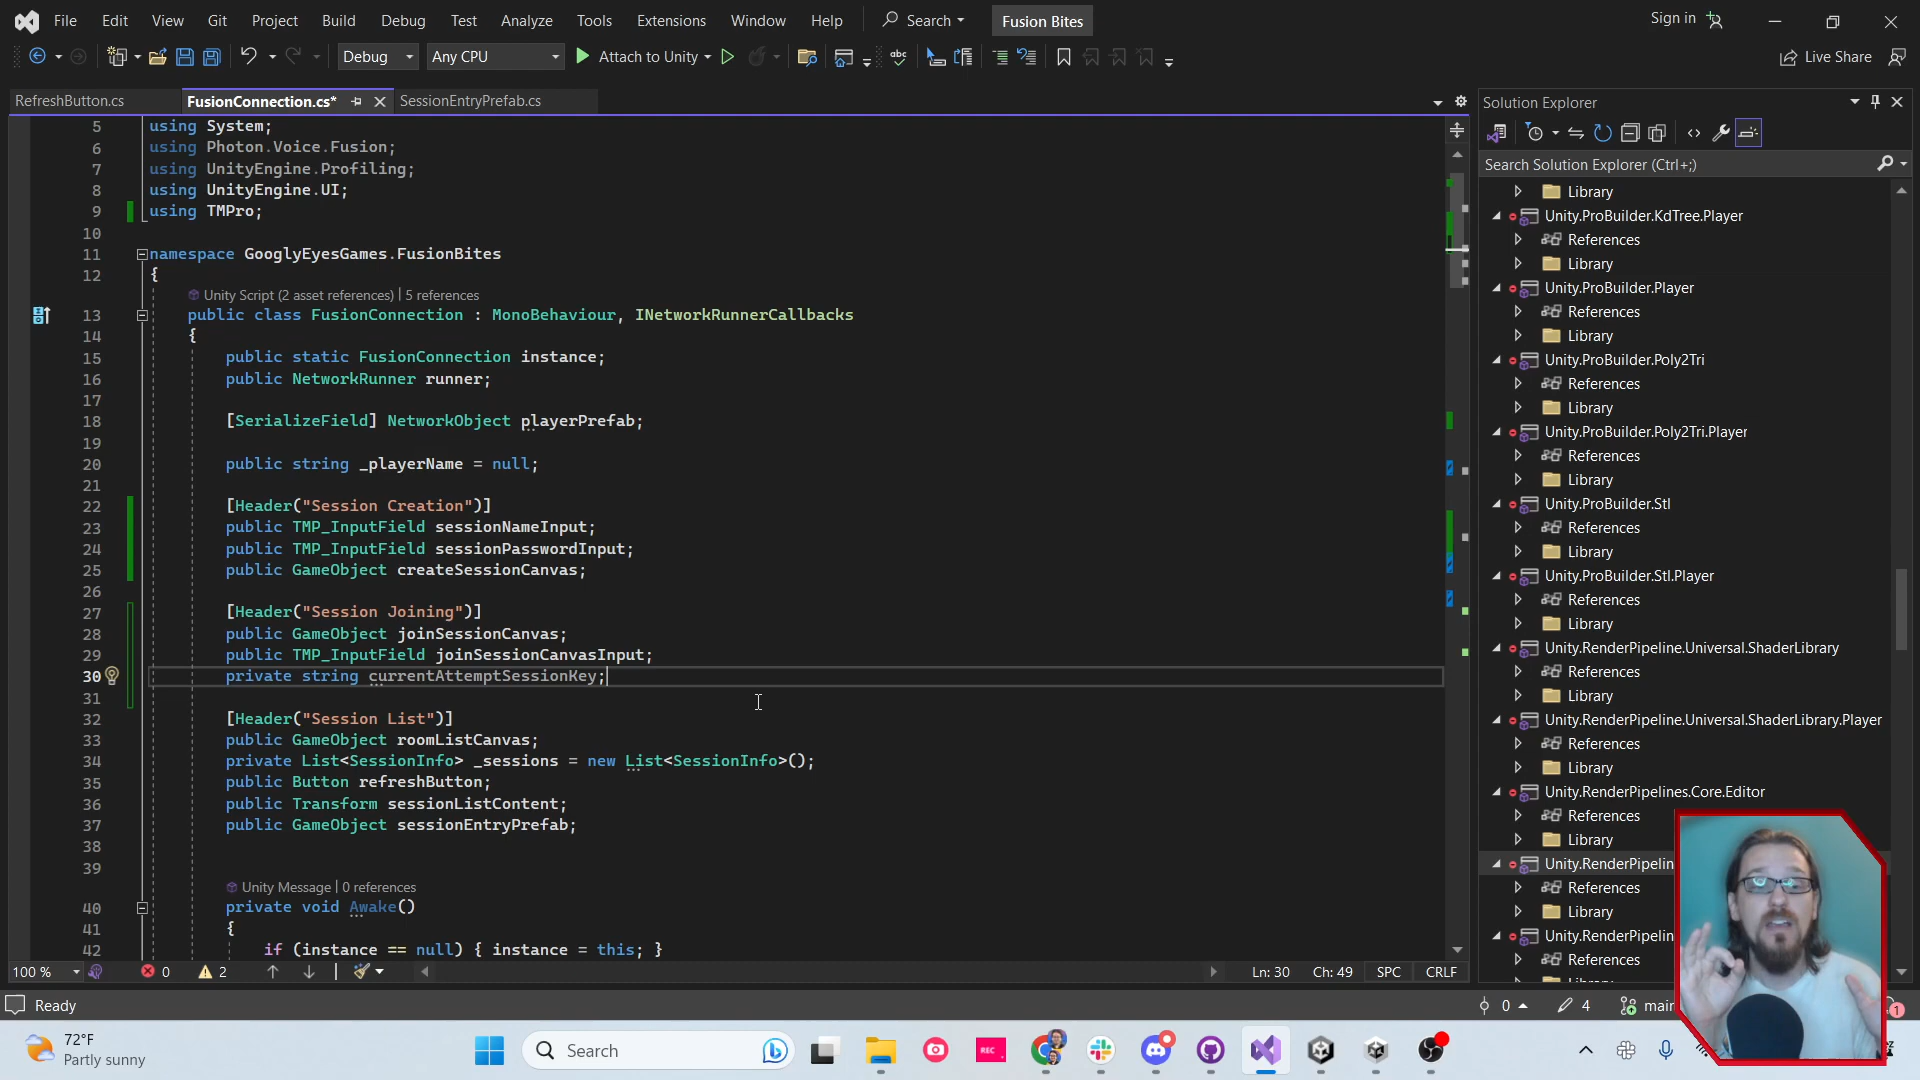 File Edit View Git Project Build Debug Test Analyze Tools Extensions Window Help Search Fusion Bites Sign in
Debug Any CPU Attach to Unity Live Share
RefreshButton.cs FusionConnection.cs* SessionEntryPrefab.cs
5 using System;
6 using Photon.Voice.Fusion;
7 using UnityEngine.Profiling;
8 using UnityEngine.UI;
9 using TMPro;
10
11 namespace GooglyEyesGames.FusionBites
12 {
Unity Script (2 asset references) | 5 references
13 public class FusionConnection : MonoBehaviour, INetworkRunnerCallbacks
14 {
15 public static FusionConnection instance;
16 public NetworkRunner runner;
17
18 [SerializeField] NetworkObject playerPrefab;
19
20 public string _playerName = null;
21
22 [Header("Session Creation")]
23 public TMP_InputField sessionNameInput;
24 public TMP_InputField sessionPasswordInput;
25 public GameObject createSessionCanvas;
26
27 [Header("Session Joining")]
28 public GameObject joinSessionCanvas;
29 public TMP_InputField joinSessionCanvasInput;
30 private string currentAttemptSessionKey;
31
32 [Header("Session List")]
33 public GameObject roomListCanvas;
34 private List<SessionInfo> _sessions = new List<SessionInfo>();
35 public Button refreshButton;
36 public Transform sessionListContent;
37 public GameObject sessionEntryPrefab;
38
39
Unity Message | 0 references
40 private void Awake()
41 {
42 if (instance == null) { instance = this; }
100 % 0 2 Ln: 30 Ch: 49 SPC CRLF
Solution Explorer
Search Solution Explorer (Ctrl+;)
Library
Unity.ProBuilder.KdTree.Player
References
Library
Unity.ProBuilder.Player
References
Library
Unity.ProBuilder.Poly2Tri
References
Library
Unity.ProBuilder.Poly2Tri.Player
References
Library
Unity.ProBuilder.Stl
References
Library
Unity.ProBuilder.Stl.Player
References
Library
Unity.RenderPipeline.Universal.ShaderLibrary
References
Library
Unity.RenderPipeline.Universal.ShaderLibrary.Player
References
Library
Unity.RenderPipelines.Core.Editor
References
Library
Unity.RenderPipelin
References
Library
Unity.RenderPipelin
References
Ready 0 4 main 1
72°F
Partly sunny
Search
REC